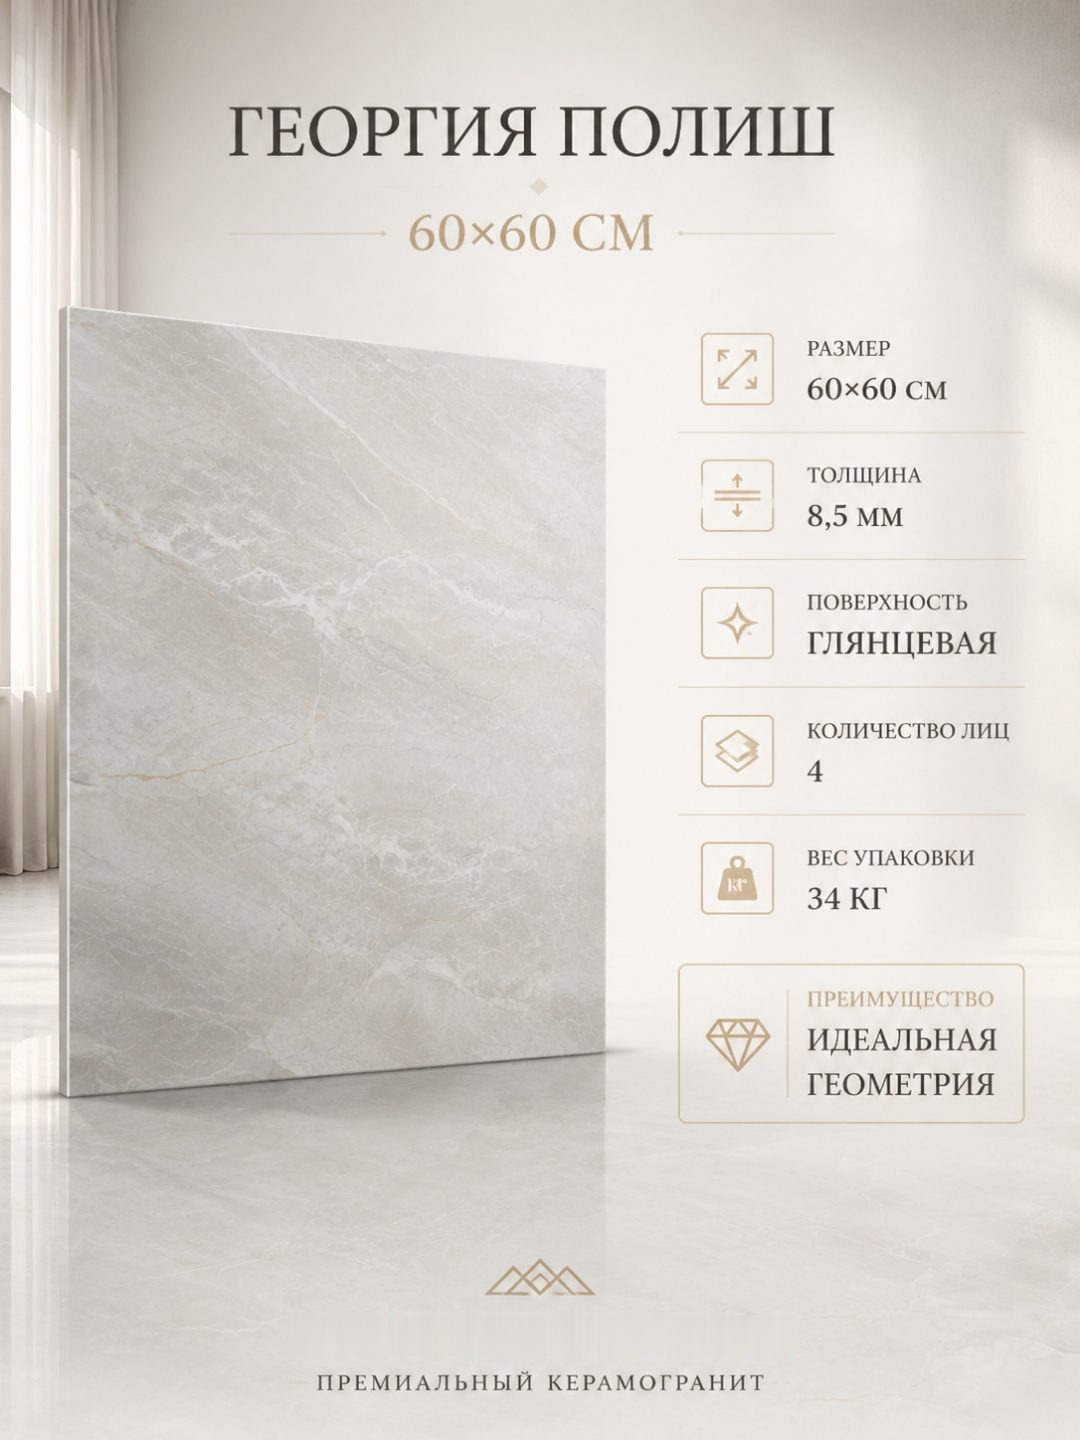 ГЕОРГИЯ ПОЛИШ
60×60 СМ
РАЗМЕР
60×60 СМ
ТОЛЩИНА
8,5 ММ
ПОВЕРХНОСТЬ
ГЛЯНЦЕВАЯ
КОЛИЧЕСТВО ЛИЦ
4
ВЕС УПАКОВКИ
34 КГ
ПРЕИМУЩЕСТВО
ИДЕАЛЬНАЯ
ГЕОМЕТРИЯ
ПРЕМИАЛЬНЫЙ КЕРАМОГРАНИТ